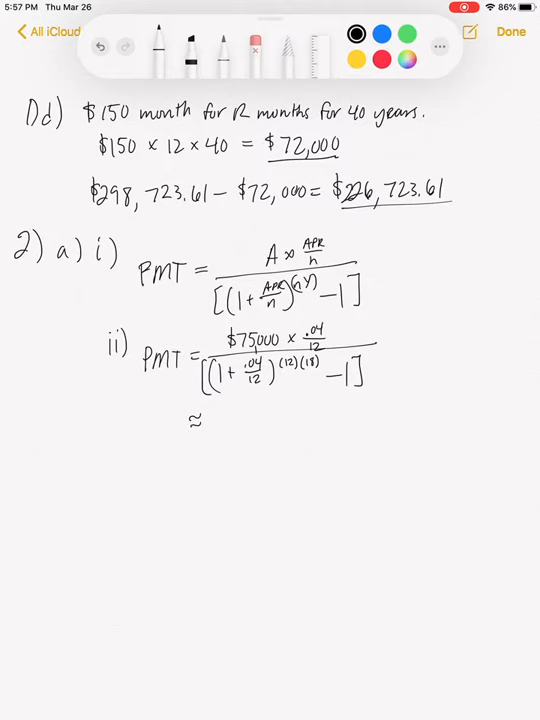 5:57 PM Thu Mar 26
86%
All iCloud
Done
1) d) $150 month for 12 months for 40 years.
$150 × 12 × 40 = $72,000
$298,723.61 − $72,000 = $226,723.61
2) a) i)
PMT = A × APR/n / [(1 + APR/n)^(nY) − 1]
ii) PMT = $75,000 × .04/12 / [(1 + .04/12)^(12)(18) − 1]
≈